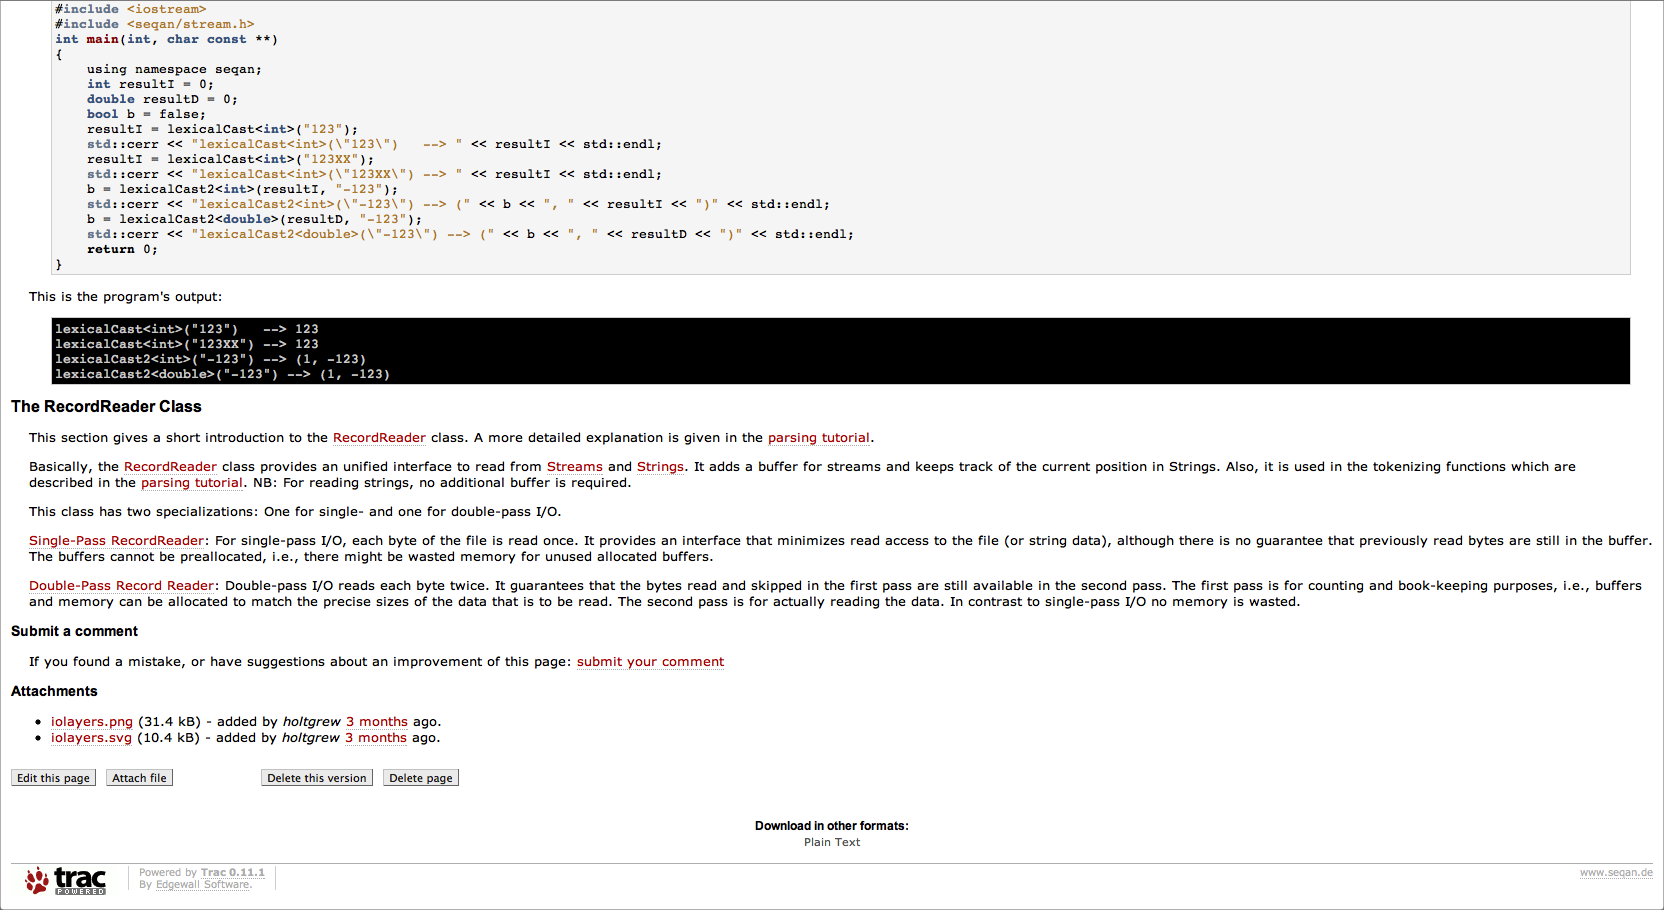 #include <iostream>
#include <seqan/stream.h>
int main(int, char const **)
{
    using namespace seqan;
    int resultI = 0;
    double resultD = 0;
    bool b = false;
    resultI = lexicalCast<int>("123");
    std::cerr << "lexicalCast<int>(\"123\")   --> " << resultI << std::endl;
    resultI = lexicalCast<int>("123XX");
    std::cerr << "lexicalCast<int>(\"123XX\") --> " << resultI << std::endl;
    b = lexicalCast2<int>(resultI, "-123");
    std::cerr << "lexicalCast2<int>(\"-123\") --> (" << b << ", " << resultI << ")" << std::endl;
    b = lexicalCast2<double>(resultD, "-123");
    std::cerr << "lexicalCast2<double>(\"-123\") --> (" << b << ", " << resultD << ")" << std::endl;
    return 0;
}
This is the program's output:
lexicalCast<int>("123")   --> 123
lexicalCast<int>("123XX") --> 123
lexicalCast2<int>("-123") --> (1, -123)
lexicalCast2<double>("-123") --> (1, -123)
The RecordReader Class
This section gives a short introduction to the RecordReader class. A more detailed explanation is given in the parsing tutorial.
Basically, the RecordReader class provides an unified interface to read from Streams and Strings. It adds a buffer for streams and keeps track of the current position in Strings. Also, it is used in the tokenizing functions which are
described in the parsing tutorial. NB: For reading strings, no additional buffer is required.
This class has two specializations: One for single- and one for double-pass I/O.
Single-Pass RecordReader: For single-pass I/O, each byte of the file is read once. It provides an interface that minimizes read access to the file (or string data), although there is no guarantee that previously read bytes are still in the buffer.
The buffers cannot be preallocated, i.e., there might be wasted memory for unused allocated buffers.
Double-Pass Record Reader: Double-pass I/O reads each byte twice. It guarantees that the bytes read and skipped in the first pass are still available in the second pass. The first pass is for counting and book-keeping purposes, i.e., buffers
and memory can be allocated to match the precise sizes of the data that is to be read. The second pass is for actually reading the data. In contrast to single-pass I/O no memory is wasted.
Submit a comment
If you found a mistake, or have suggestions about an improvement of this page: submit your comment
Attachments
• iolayers.png (31.4 kB) - added by holtgrew 3 months ago.
• iolayers.svg (10.4 kB) - added by holtgrew 3 months ago.
Edit this page Attach file Delete this version Delete page
Download in other formats:
Plain Text
trac POWERED
Powered by Trac 0.11.1
By Edgewall Software.
www.seqan.de